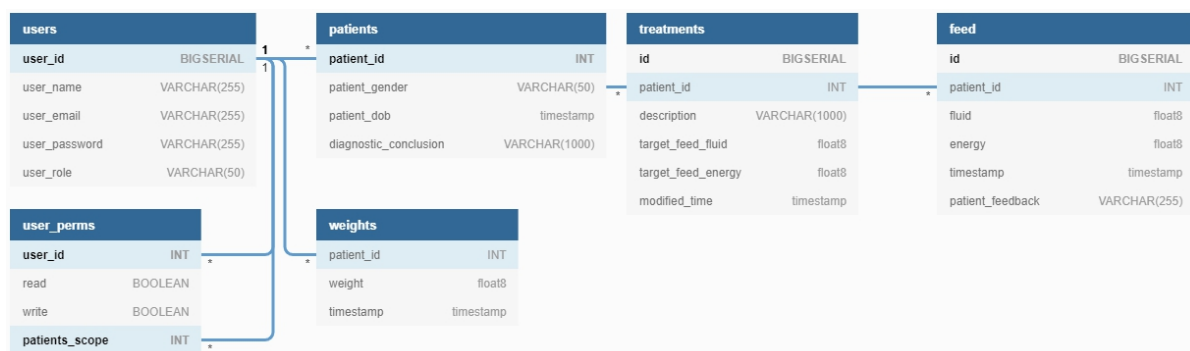 users
user_id BIGSERIAL
user_name VARCHAR(255)
user_email VARCHAR(255)
user_password VARCHAR(255)
user_role VARCHAR(50)
1
1
*
patients
patient_id INT
patient_gender VARCHAR(50)
patient_dob timestamp
diagnostic_conclusion VARCHAR(1000)
*
treatments
id BIGSERIAL
patient_id INT
description VARCHAR(1000)
target_feed_fluid float8
target_feed_energy float8
modified_time timestamp
*
feed
id BIGSERIAL
patient_id INT
fluid float8
energy float8
timestamp timestamp
patient_feedback VARCHAR(255)
user_perms
user_id INT
*
read BOOLEAN
write BOOLEAN
patients_scope INT
*
weights
*
patient_id INT
weight float8
timestamp timestamp